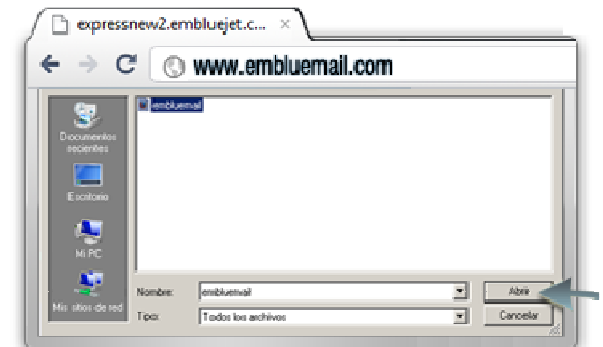 expressnew2.embluejet.c...
www.embluemail.com
embluemail
Documentos
recientes
Escritorio
Mi PC
Mis sitios de red
Nombre: embluemail Abrir
Tipo: Todos los archivos Cancelar